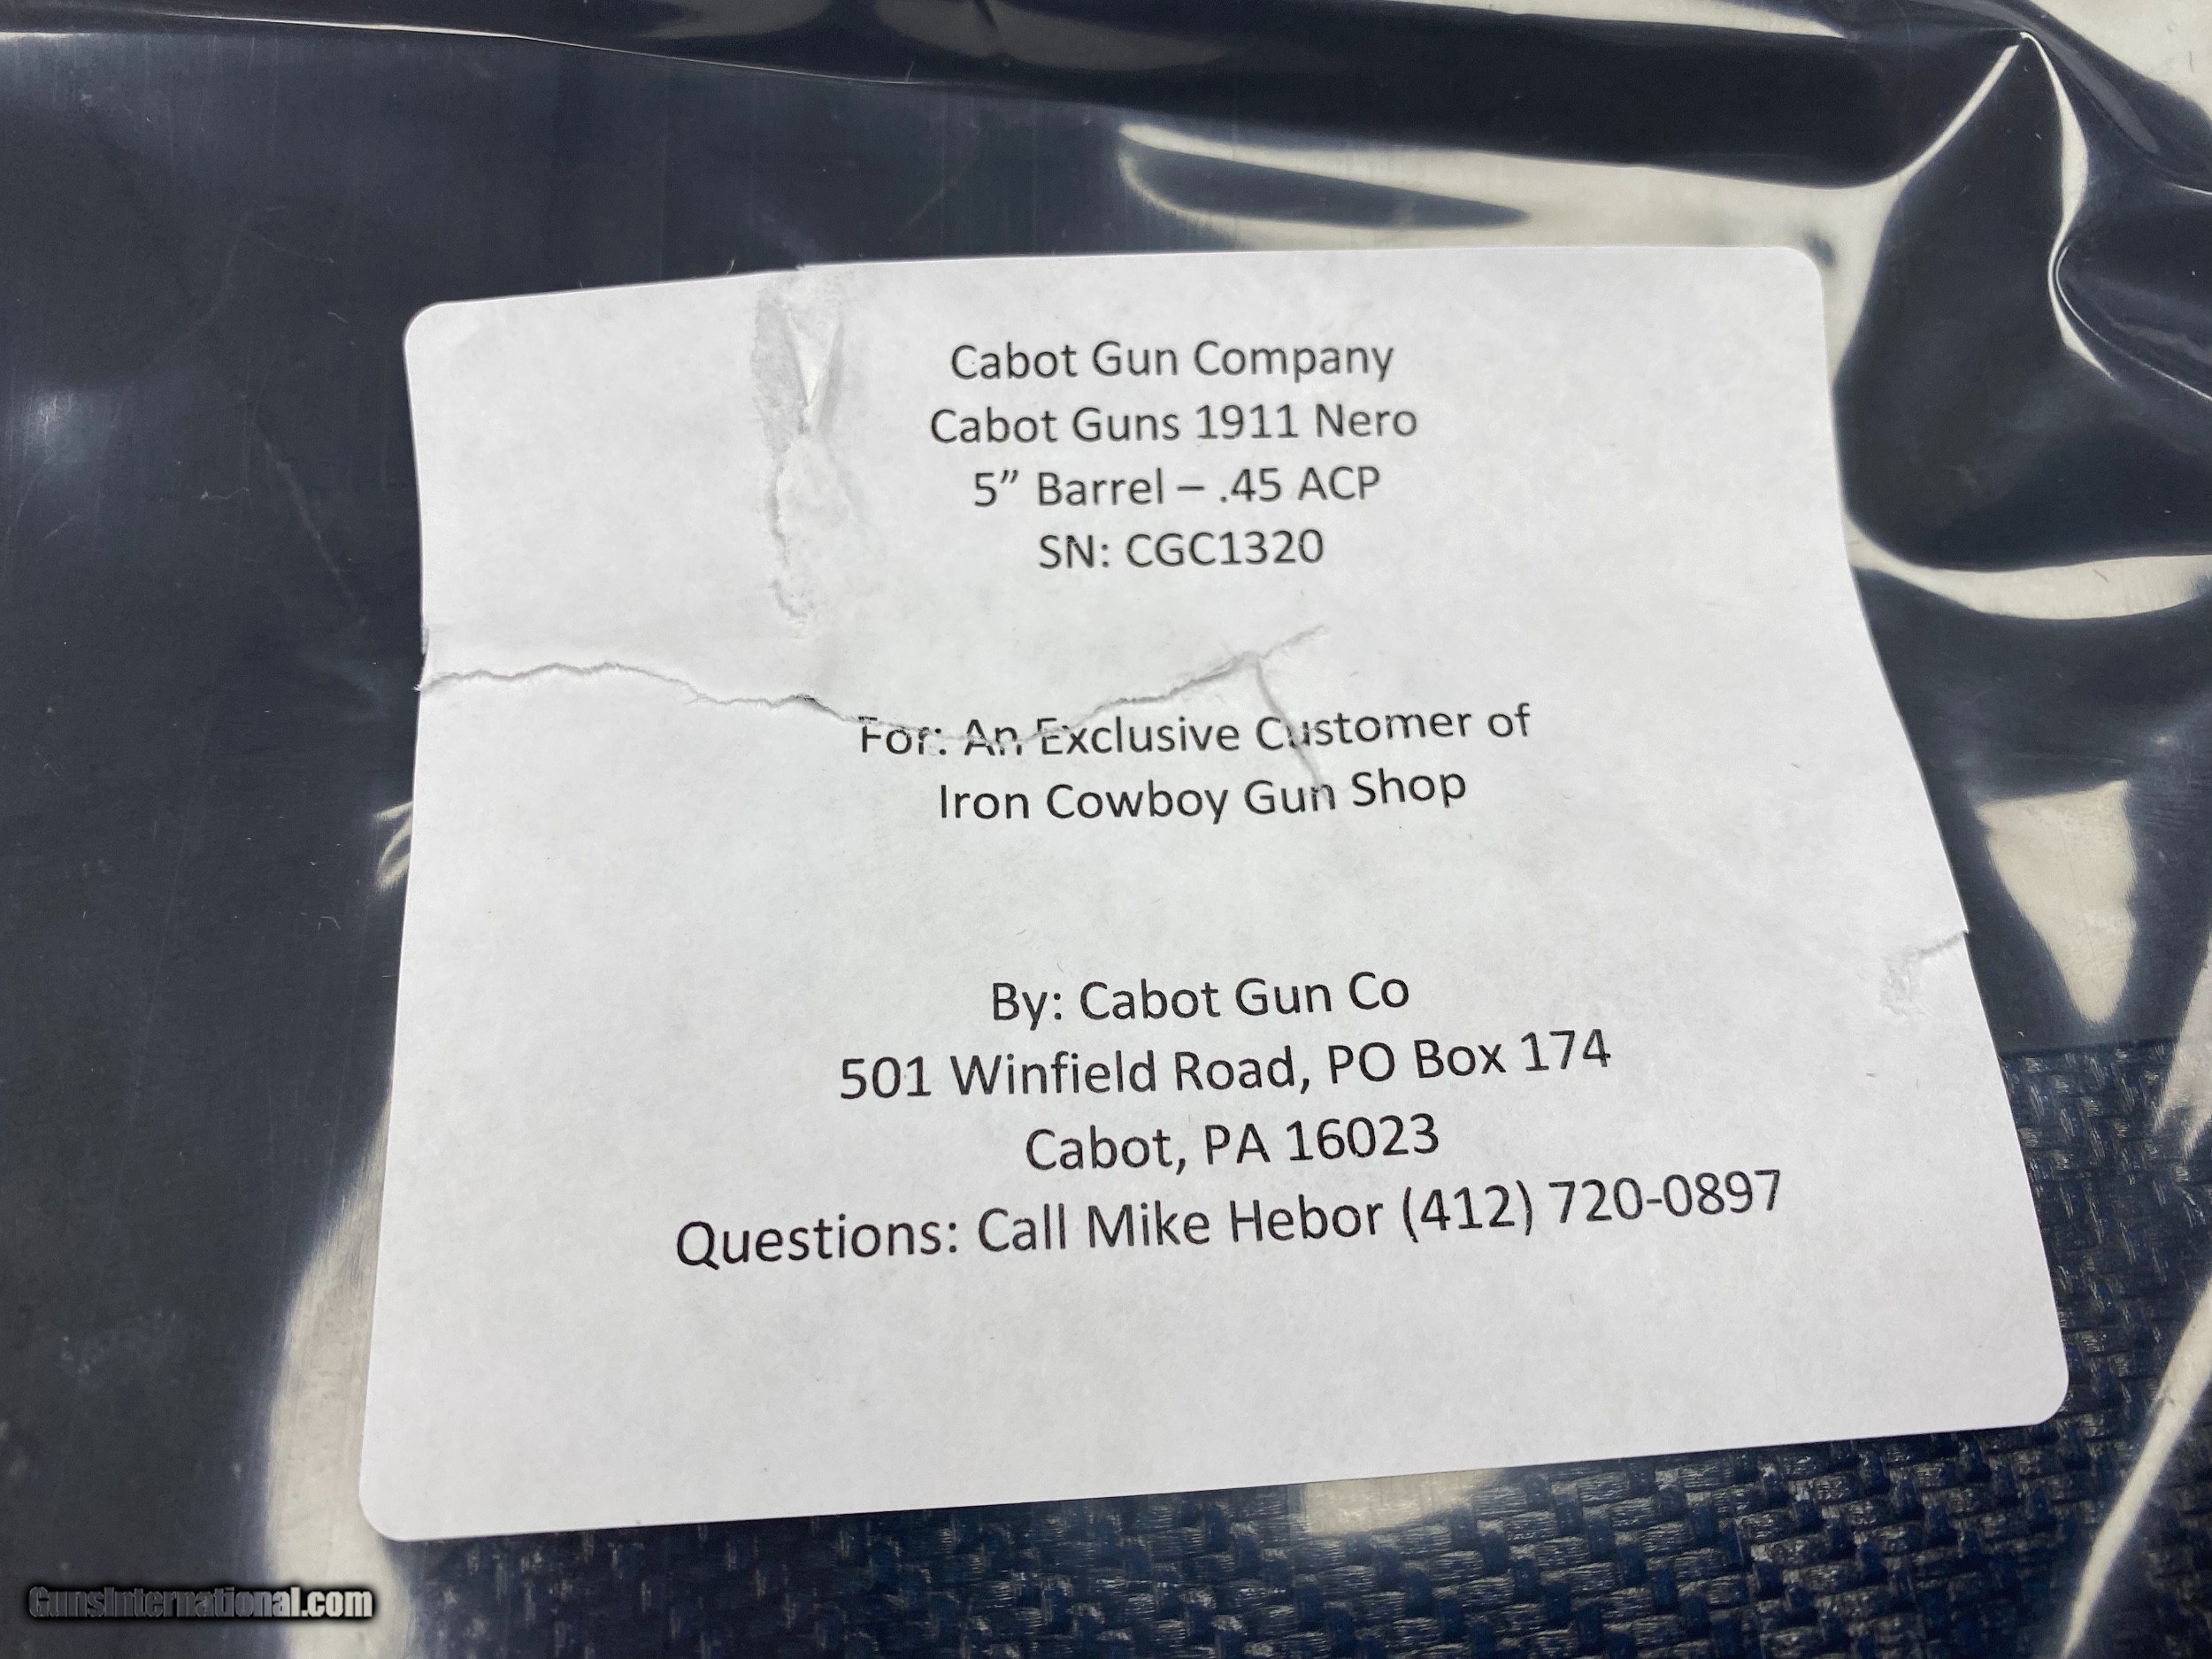 Cabot Gun Company
Cabot Guns 1911 Nero
5” Barrel – .45 ACP
SN: CGC1320
For: An Exclusive Customer of
Iron Cowboy Gun Shop
By: Cabot Gun Co
501 Winfield Road, PO Box 174
Cabot, PA 16023
Questions: Call Mike Hebor (412) 720-0897
GunsInternational.com